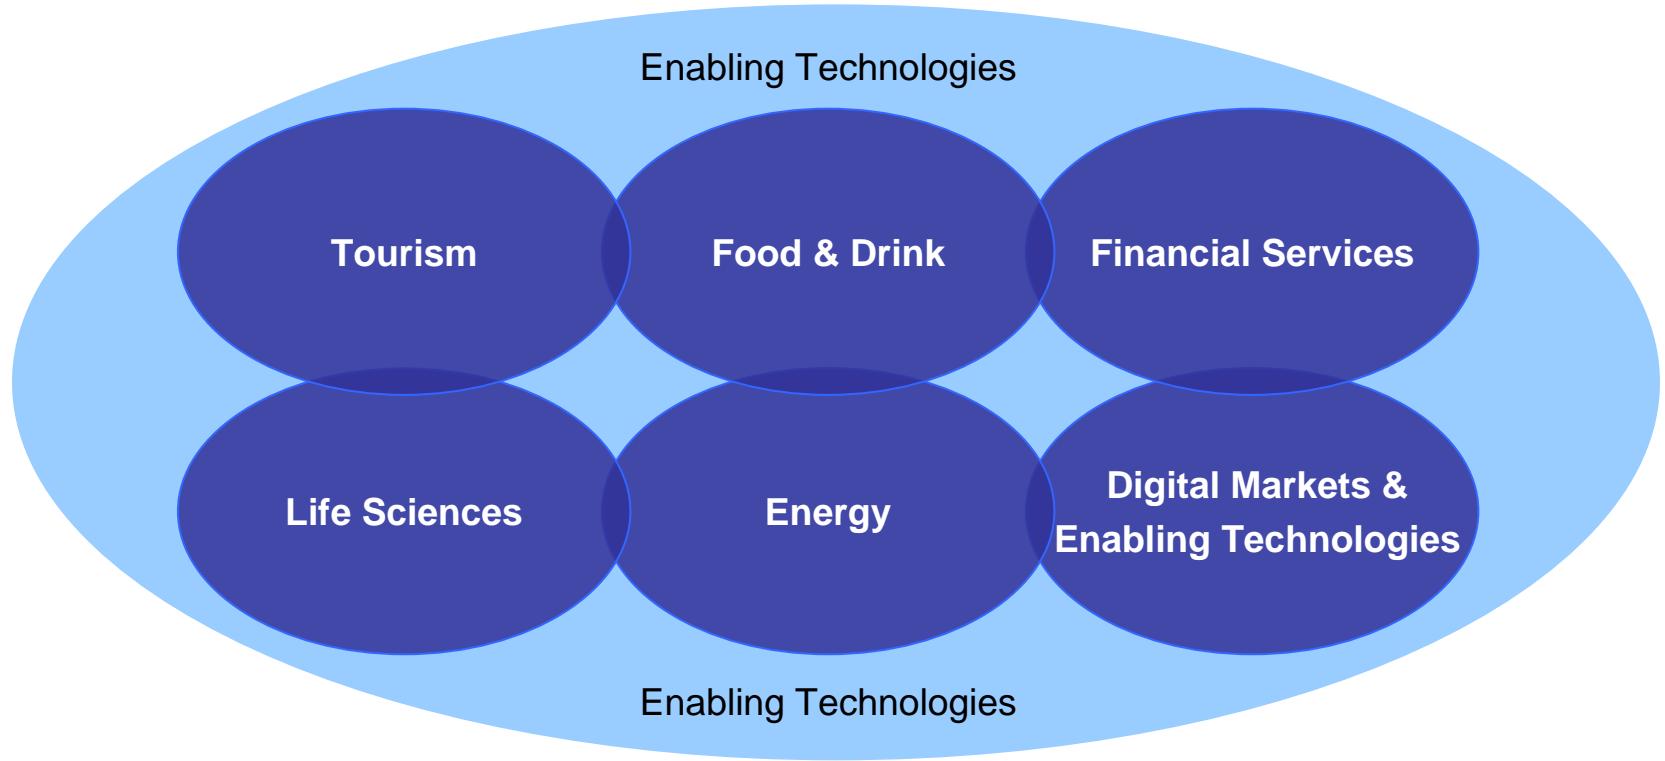 Enabling Technologies
Tourism
Food & Drink
Financial Services
Life Sciences
Energy
Digital Markets &
Enabling Technologies
Enabling Technologies